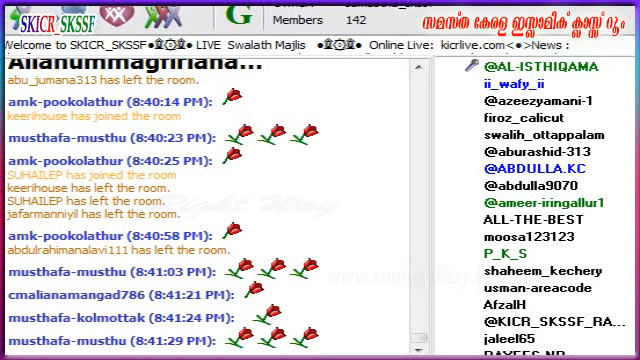 SKICR_SKSSF
G
Members 142
സമസ്ത കേരള ഇസ്ലാമിക് ക്ലാസ്സ് റൂം
Welcome to SKICR_SKSSF LIVE Swalath Majlis Online Live: kicrlive.com<●>News :
Allahummaghfirlana...
abu_jumana313 has left the room.
amk-pookolathur (8:40:14 PM):
keerihouse has joined the room
musthafa-musthu (8:40:23 PM):
amk-pookolathur (8:40:25 PM):
SUHAILEP has joined the room
keerihouse has left the room.
SUHAILEP has left the room.
jafarmanniyil has left the room.
amk-pookolathur (8:40:58 PM):
abdulrahimanalavi111 has left the room.
musthafa-musthu (8:41:03 PM):
cmalianamangad786 (8:41:21 PM):
musthafa-kolmottak (8:41:24 PM):
musthafa-musthu (8:41:29 PM):
Right Way
@AL-ISTHIQAMA
ii_wafy_ii
@azeezyamani-1
firoz_calicut
swalih_ottappalam
@aburashid-313
@ABDULLA.KC
@abdulla9070
@ameer-iringallur1
ALL-THE-BEST
moosa123123
P_K_S
shaheem_kechery
usman-areacode
AfzalH
@KICR_SKSSF_RA...
jaleel65